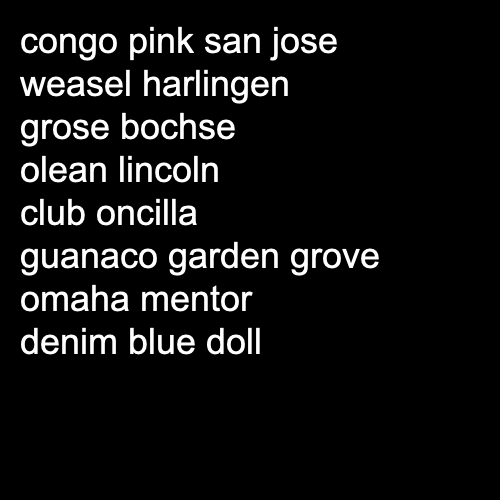 congo pink san jose
weasel harlingen
grose bochse
olean lincoln
club oncilla
guanaco garden grove
omaha mentor
denim blue doll